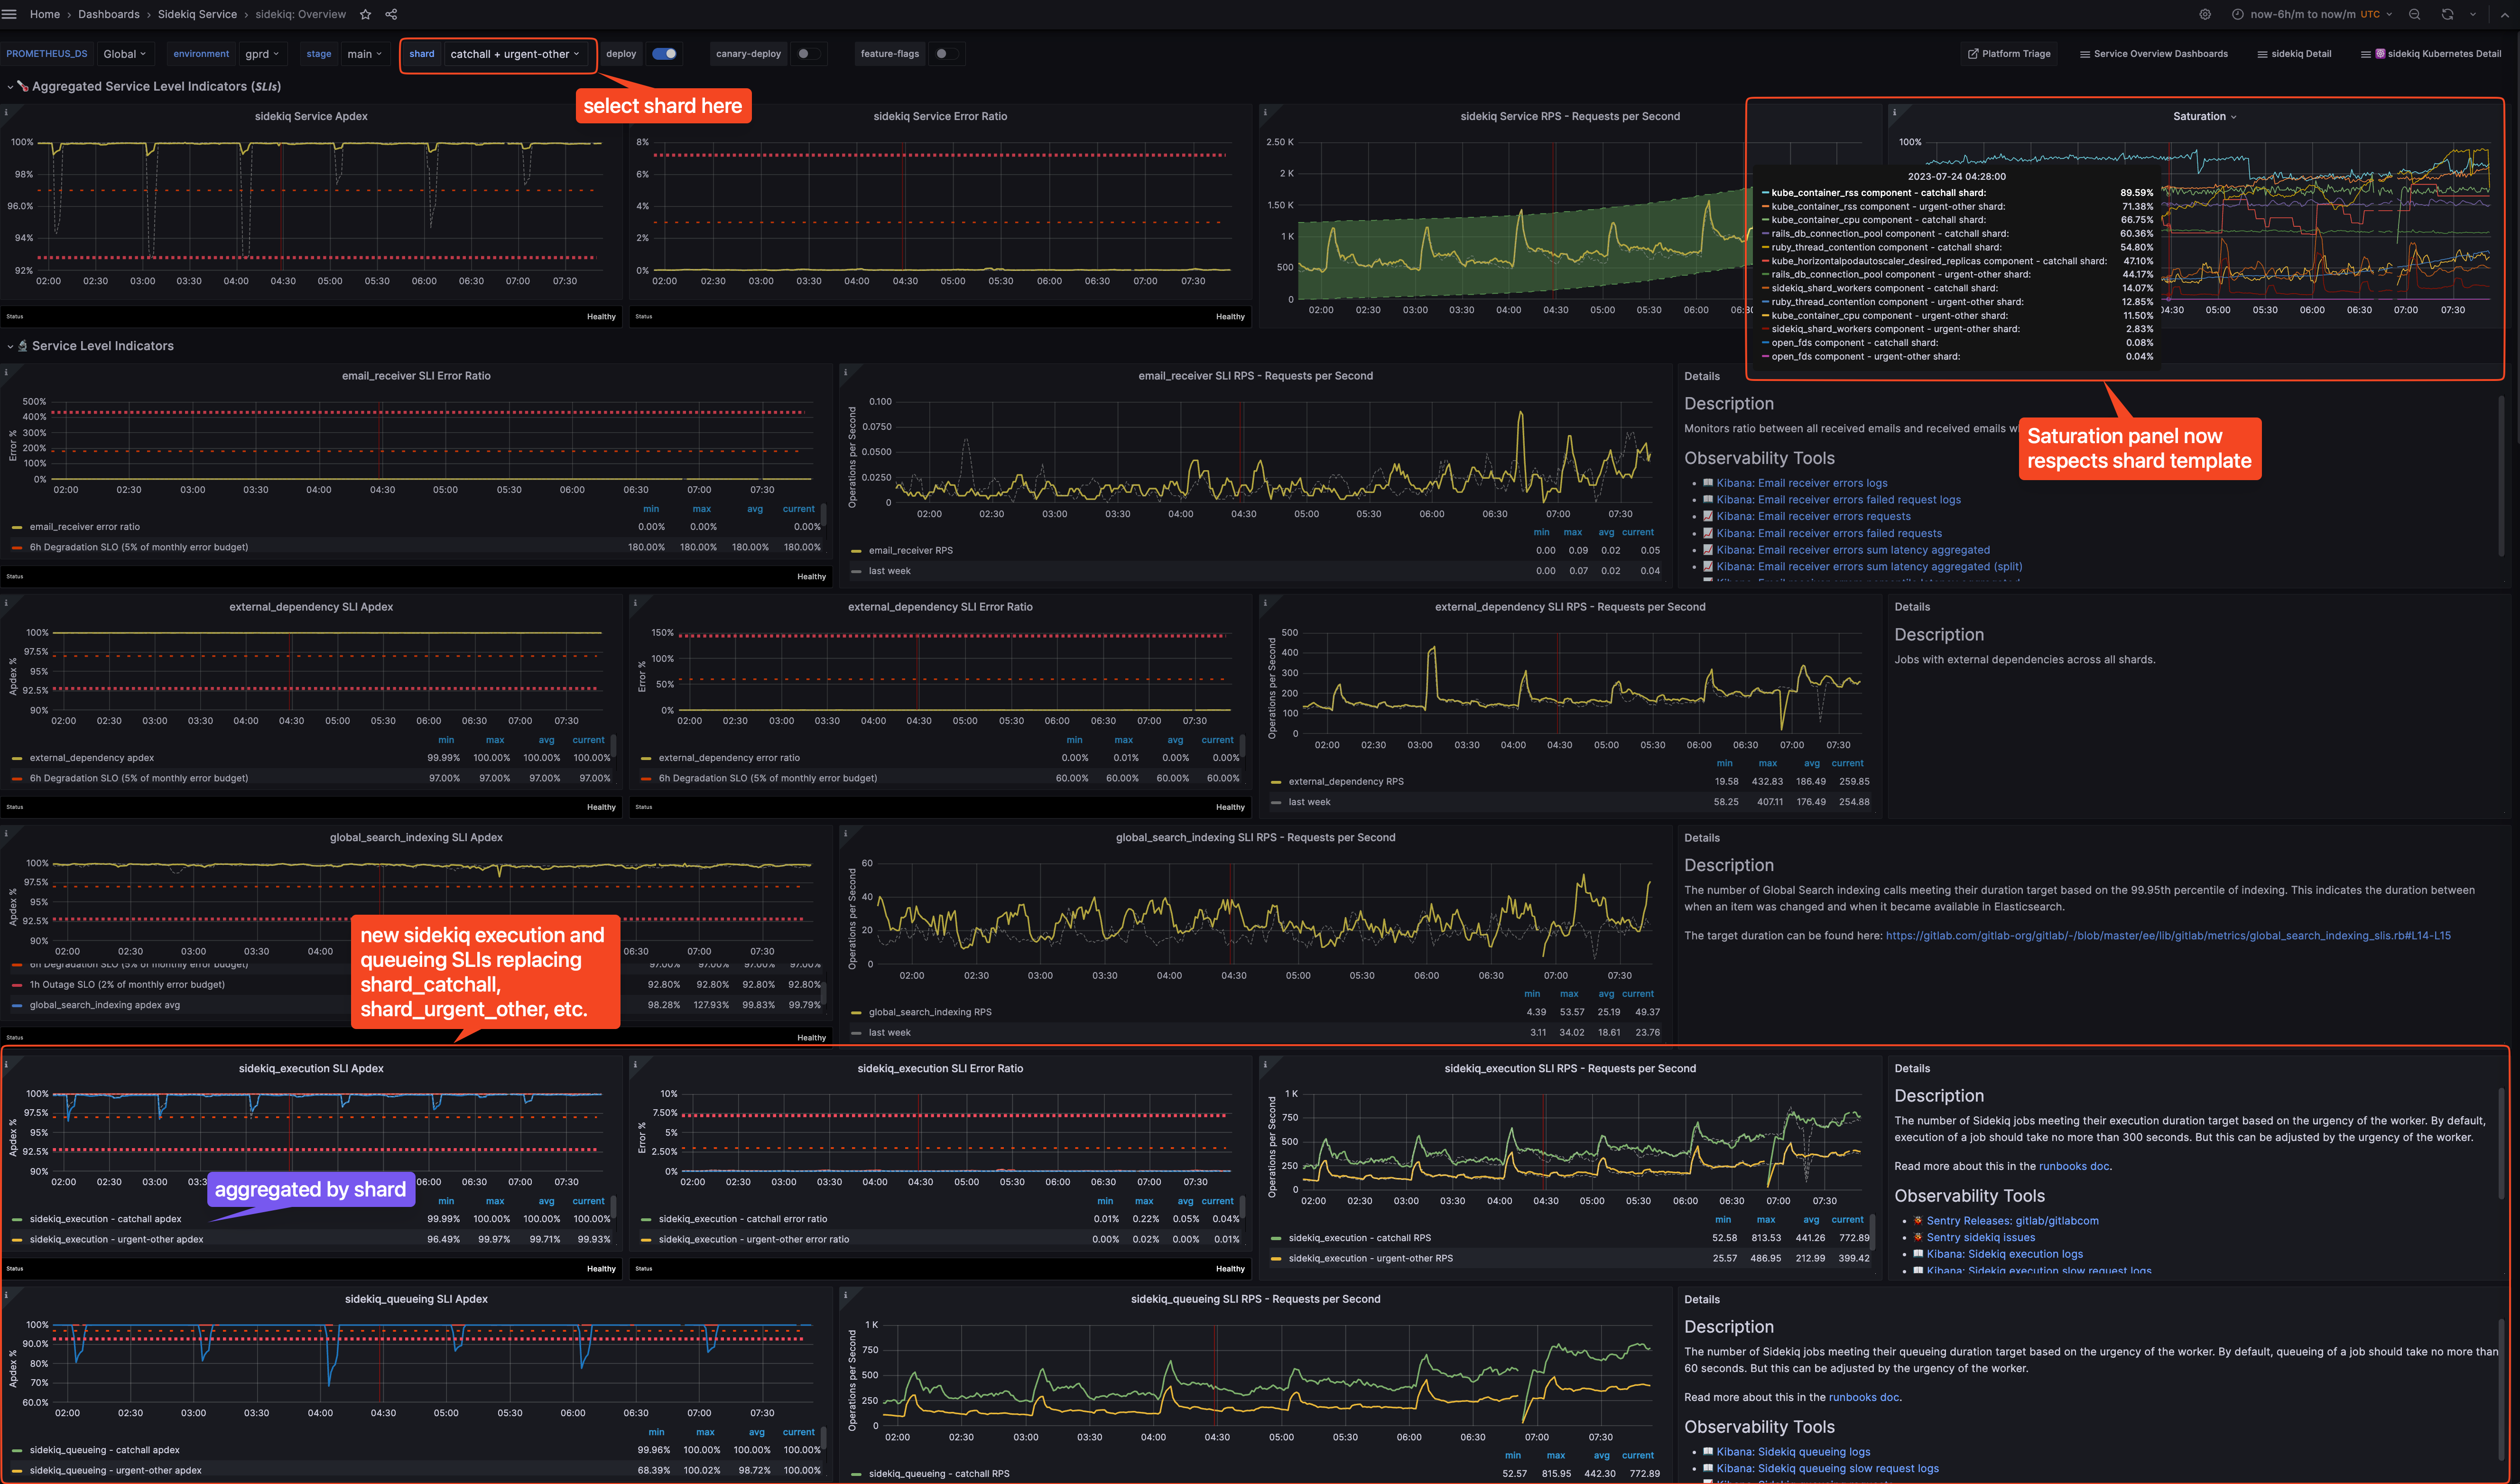 Home › Dashboards › Sidekiq Service › sidekiq: Overview
now-6h/m to now/m UTC
PROMETHEUS_DS Global environment gprd stage main shard catchall + urgent-other deploy canary-deploy feature-flags
Platform Triage Service Overview Dashboards sidekiq Detail sidekiq Kubernetes Detail
Aggregated Service Level Indicators (SLIs)
select shard here
sidekiq Service Apdex
100%
98%
96.0%
94%
92%
02:00 02:30 03:00 03:30 04:00 04:30 05:00 05:30 06:00 06:30 07:00 07:30
Status Healthy
sidekiq Service Error Ratio
8%
6%
4%
2%
0%
02:00 02:30 03:00 03:30 04:00 04:30 05:00 05:30 06:00 06:30 07:00 07:30
Status Healthy
sidekiq Service RPS - Requests per Second
2.50 K
2 K
1.50 K
1 K
500
0
02:00 02:30 03:00 03:30 04:00 04:30 05:00 05:30 06:00
Saturation
100%
2023-07-24 04:28:00
kube_container_rss component - catchall shard: 89.59%
kube_container_rss component - urgent-other shard: 71.38%
kube_container_cpu component - catchall shard: 66.75%
rails_db_connection_pool component - catchall shard: 60.36%
ruby_thread_contention component - catchall shard: 54.80%
kube_horizontalpodautoscaler_desired_replicas component - catchall shard: 47.10%
rails_db_connection_pool component - urgent-other shard: 44.17%
sidekiq_shard_workers component - catchall shard: 14.07%
ruby_thread_contention component - urgent-other shard: 12.85%
kube_container_cpu component - urgent-other shard: 11.50%
sidekiq_shard_workers component - urgent-other shard: 2.83%
open_fds component - catchall shard: 0.08%
open_fds component - urgent-other shard: 0.04%
05:00 05:30 06:00 06:30 07:00 07:30
Saturation panel now
respects shard template
Service Level Indicators
email_receiver SLI Error Ratio
Error %
500%
400%
300%
200%
100%
0%
02:00 02:30 03:00 03:30 04:00 04:30 05:00 05:30 06:00 06:30 07:00 07:30
min max avg current
email_receiver error ratio 0.00% 0.00% 0.00%
6h Degradation SLO (5% of monthly error budget) 180.00% 180.00% 180.00% 180.00%
Status Healthy
email_receiver SLI RPS - Requests per Second
Operations per Second
0.100
0.0750
0.0500
0.0250
0
02:00 02:30 03:00 03:30 04:00 04:30 05:00 05:30 06:00 06:30 07:00 07:30
min max avg current
email_receiver RPS 0.00 0.09 0.02 0.05
last week 0.00 0.07 0.02 0.04
Details
Description
Monitors ratio between all received emails and received emails
Observability Tools
Kibana: Email receiver errors logs
Kibana: Email receiver errors failed request logs
Kibana: Email receiver errors requests
Kibana: Email receiver errors failed requests
Kibana: Email receiver errors sum latency aggregated
Kibana: Email receiver errors sum latency aggregated (split)
external_dependency SLI Apdex
Apdex %
100%
97.5%
95%
92.5%
90%
02:00 02:30 03:00 03:30 04:00 04:30 05:00 05:30 06:00 06:30 07:00 07:30
min max avg current
external_dependency apdex 99.99% 100.00% 100.00% 100.00%
6h Degradation SLO (5% of monthly error budget) 97.00% 97.00% 97.00% 97.00%
Status Healthy
external_dependency SLI Error Ratio
Error %
150%
100%
50%
0%
02:00 02:30 03:00 03:30 04:00 04:30 05:00 05:30 06:00 06:30 07:00 07:30
min max avg current
external_dependency error ratio 0.00% 0.01% 0.00% 0.00%
6h Degradation SLO (5% of monthly error budget) 60.00% 60.00% 60.00% 60.00%
Status Healthy
external_dependency SLI RPS - Requests per Second
Operations per Second
500
400
300
200
100
0
02:00 02:30 03:00 03:30 04:00 04:30 05:00 05:30 06:00 06:30 07:00 07:30
min max avg current
external_dependency RPS 19.58 432.83 186.49 259.85
last week 58.25 407.11 176.49 254.88
Details
Description
Jobs with external dependencies across all shards.
global_search_indexing SLI Apdex
Apdex %
100%
97.5%
95%
92.5%
90%
02:00 02:30 03:00 03:30 04:00 06:30 07:00 07:30
6h Degradation SLO (5% of monthly error budget) 97.00% 97.00% 97.00% 97.00%
1h Outage SLO (2% of monthly error budget) 92.80% 92.80% 92.80% 92.80%
global_search_indexing apdex avg 98.28% 127.93% 99.83% 99.79%
Status Healthy
new sidekiq execution and
queueing SLIs replacing
shard_catchall,
shard_urgent_other, etc.
global_search_indexing SLI RPS - Requests per Second
Operations per Second
60
40
20
0
02:00 02:30 03:00 03:30 04:00 04:30 05:00 05:30 06:00 06:30 07:00 07:30
min max avg current
global_search_indexing RPS 4.39 53.57 25.19 49.37
last week 3.11 34.02 18.61 23.76
Details
Description
The number of Global Search indexing calls meeting their duration target based on the 99.95th percentile of indexing. This indicates the duration between
when an item was changed and when it became available in Elasticsearch.
The target duration can be found here: https://gitlab.com/gitlab-org/gitlab/-/blob/master/ee/lib/gitlab/metrics/global_search_indexing_slis.rb#L14-L15
sidekiq_execution SLI Apdex
Apdex %
100%
97.5%
95%
92.5%
90%
02:00 02:30 03:00 06:00 06:30 07:00 07:30
aggregated by shard
min max avg current
sidekiq_execution - catchall apdex 99.99% 100.00% 100.00% 100.00%
sidekiq_execution - urgent-other apdex 96.49% 99.97% 99.71% 99.93%
Status Healthy
sidekiq_execution SLI Error Ratio
Error %
10%
7.50%
5%
2.50%
0%
02:00 02:30 03:00 03:30 04:00 04:30 05:00 05:30 06:00 06:30 07:00 07:30
min max avg current
sidekiq_execution - catchall error ratio 0.01% 0.22% 0.05% 0.04%
sidekiq_execution - urgent-other error ratio 0.00% 0.02% 0.00% 0.01%
Status Healthy
sidekiq_execution SLI RPS - Requests per Second
Operations per Second
1 K
750
500
250
0
02:00 02:30 03:00 03:30 04:00 04:30 05:00 05:30 06:00 06:30 07:00 07:30
min max avg current
sidekiq_execution - catchall RPS 52.58 813.53 441.26 772.89
sidekiq_execution - urgent-other RPS 25.57 486.95 212.99 399.42
Details
Description
The number of Sidekiq jobs meeting their execution duration target based on the urgency of the worker. By default,
execution of a job should take no more than 300 seconds. But this can be adjusted by the urgency of the worker.
Read more about this in the runbooks doc.
Observability Tools
Sentry Releases: gitlab/gitlabcom
Sentry sidekiq issues
Kibana: Sidekiq execution logs
Kibana: Sidekiq execution slow request logs
sidekiq_queueing SLI Apdex
Apdex %
100%
90.0%
80%
70%
60.0%
02:00 02:30 03:00 03:30 04:00 04:30 05:00 05:30 06:00 06:30 07:00 07:30
min max avg current
sidekiq_queueing - catchall apdex 99.96% 100.00% 100.00% 100.00%
sidekiq_queueing - urgent-other apdex 68.39% 100.02% 98.72% 100.00%
sidekiq_queueing SLI RPS - Requests per Second
Operations per Second
1 K
750
500
250
0
02:00 02:30 03:00 03:30 04:00 04:30 05:00 05:30 06:00 06:30 07:00 07:30
min max avg current
sidekiq_queueing - catchall RPS 52.57 815.95 442.30 772.89
Details
Description
The number of Sidekiq jobs meeting their queueing duration target based on the urgency of the worker. By default, queueing of a job should take no more than
60 seconds. But this can be adjusted by the urgency of the worker.
Read more about this in the runbooks doc.
Observability Tools
Kibana: Sidekiq queueing logs
Kibana: Sidekiq queueing slow request logs